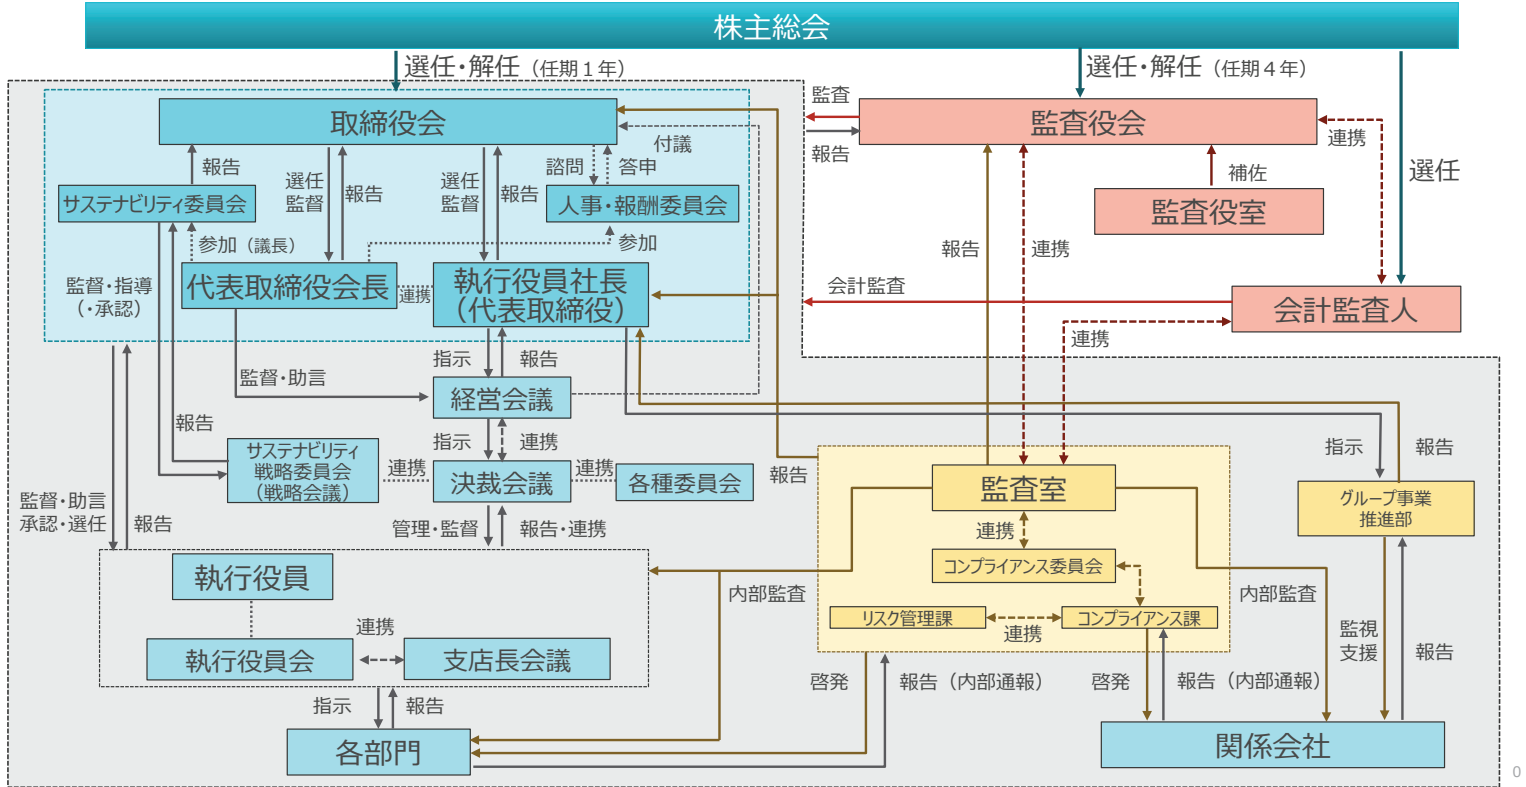 株主総会
選任・解任（任期１年）
選任・解任（任期４年）
取締役会
監査
報告
監査役会
連携
選任
付議
報告
選任
監督
報告
選任
監督
報告
諮問
答申
補佐
サステナビリティ委員会
人事・報酬委員会
監査役室
参加（議長）
参加
報告
連携
監督・指導
（・承認）
代表取締役会長
連携
執行役員社長
（代表取締役）
会計監査
会計監査人
連携
指示
報告
監督・助言
経営会議
報告
指示
連携
指示
報告
サステナビリティ
戦略委員会
(戦略会議)
連携
決裁会議
連携
各種委員会
報告
監査室
グループ事業
推進部
監督・助言
承認・選任
報告
管理・監督
報告・連携
連携
執行役員
コンプライアンス委員会
内部監査
内部監査
リスク管理課
連携
コンプライアンス課
連携
執行役員会
支店長会議
監視
支援
報告
啓発
報告（内部通報）
啓発
報告（内部通報）
指示
報告
各部門
関係会社
0